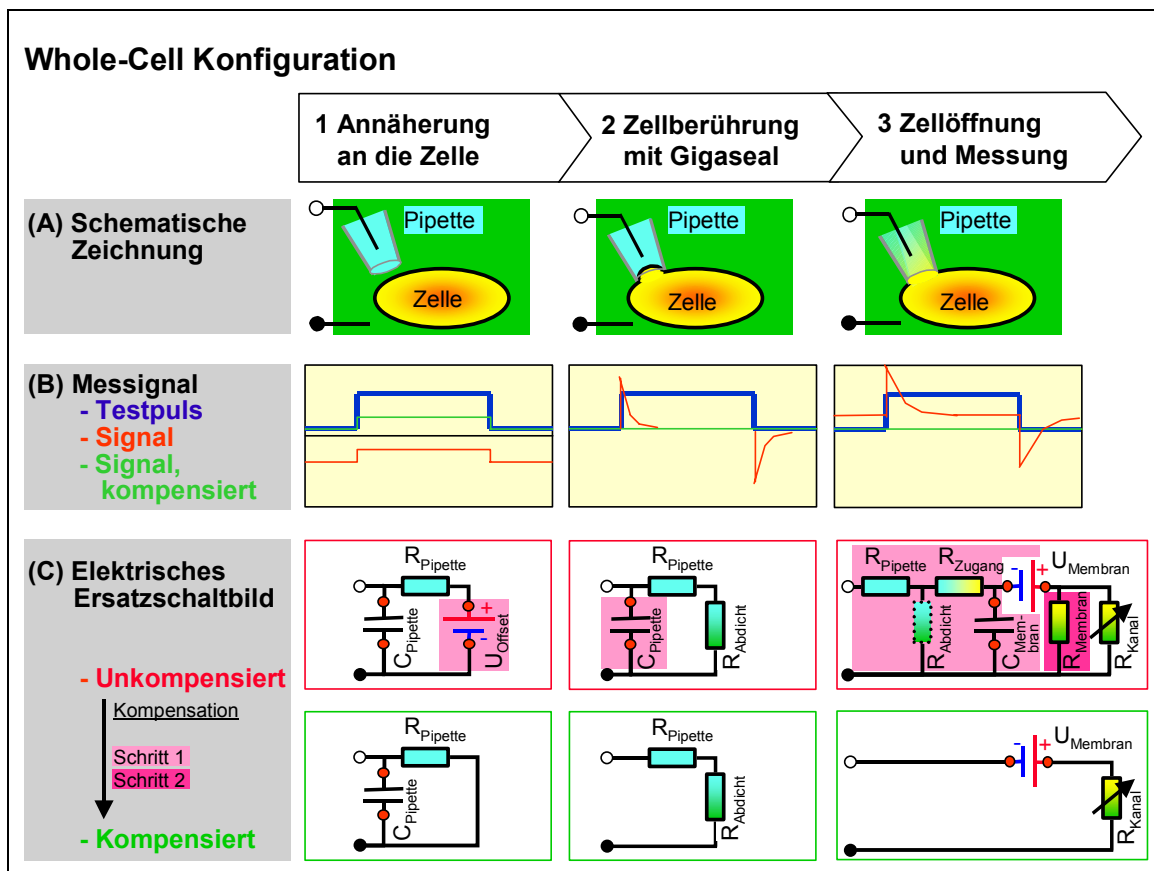 Whole-Cell Konfiguration
1 Annäherung
an die Zelle
2 Zellberührung
mit Gigaseal
3 Zellöffnung
und Messung
(A) Schematische
Zeichnung
Pipette
Zelle
Pipette
Zelle
Pipette
Zelle
(B) Messignal
- Testpuls
- Signal
- Signal,
kompensiert
(C) Elektrisches
Ersatzschaltbild
- Unkompensiert
Kompensation
Schritt 1
Schritt 2
- Kompensiert
RPipette
CPipette
+
-
UOffset
RPipette
CPipette
RAbdicht
RPipette
RZugang
-
+
UMembran
RAbdicht
CMem-
bran
RMembran
RKanal
RPipette
CPipette
RPipette
RAbdicht
-
+
UMembran
RKanal